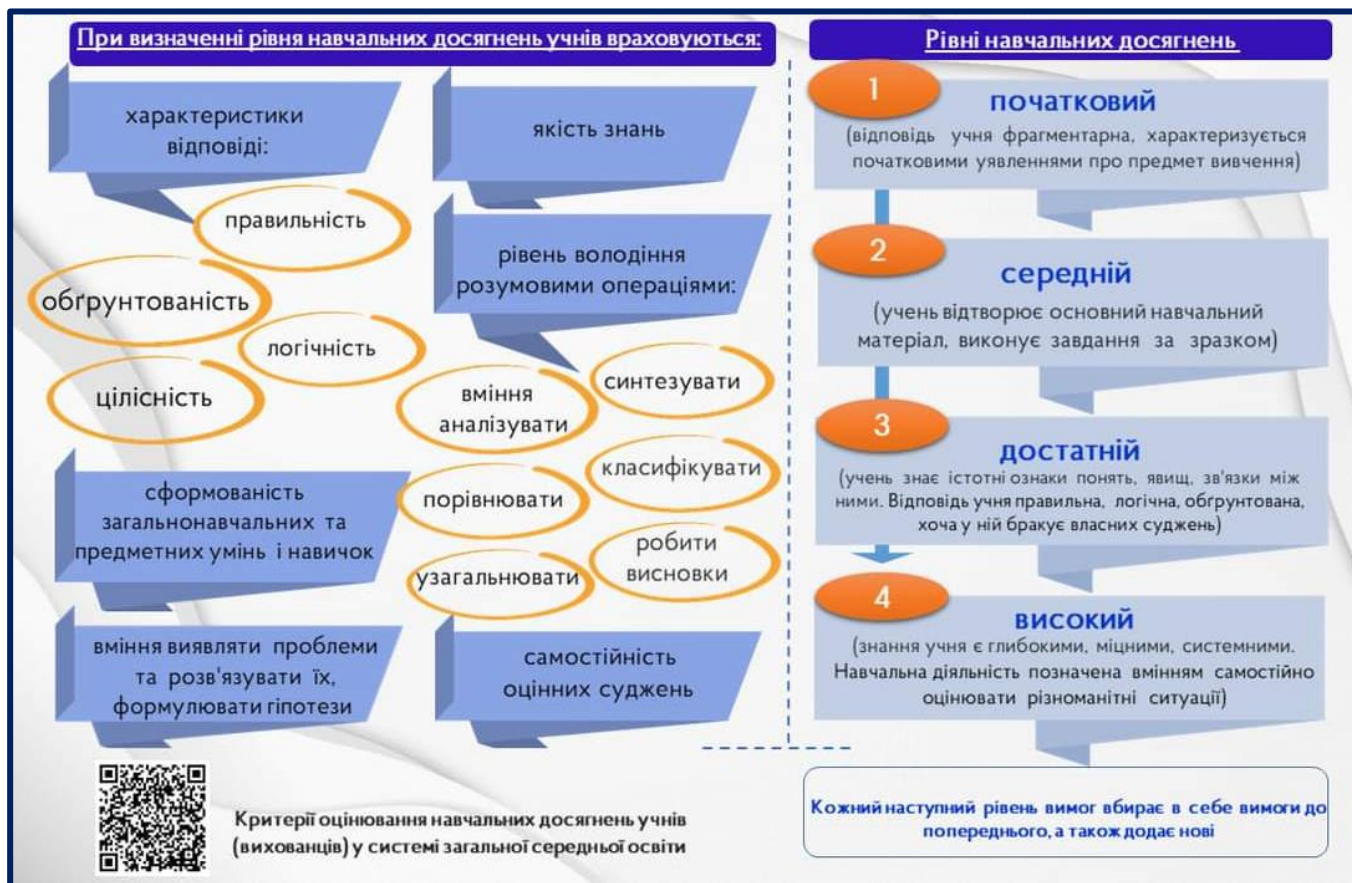 При визначенні рівня навчальних досягнень учнів враховуються:
характеристики
відповіді:
правильність
обґрунтованість
логічність
цілісність
якість знань
рівень володіння
розумовими операціями:
вміння
аналізувати
синтезувати
порівнювати
класифікувати
узагальнювати
робити
висновки
сформованість
загальнонавчальних та
предметних умінь і навичок
вміння виявляти проблеми
та розв'язувати їх,
формулювати гіпотези
самостійність
оцінних суджень
Критерії оцінювання навчальних досягнень учнів
(вихованців) у системі загальної середньої освіти
Рівні навчальних досягнень
1
початковий
(відповідь учня фрагментарна, характеризується
початковими уявленнями про предмет вивчення)
2
середній
(учень відтворює основний навчальний
матеріал, виконує завдання за зразком)
3
достатній
(учень знає істотні ознаки понять, явищ, зв'язки між
ними. Відповідь учня правильна, логічна, обґрунтована,
хоча у ній бракує власних суджень)
4
високий
(знання учня є глибокими, міцними, системними.
Навчальна діяльність позначена вмінням самостійно
оцінювати різноманітні ситуації)
Кожний наступний рівень вимог вбирає в себе вимоги до
попереднього, а також додає нові